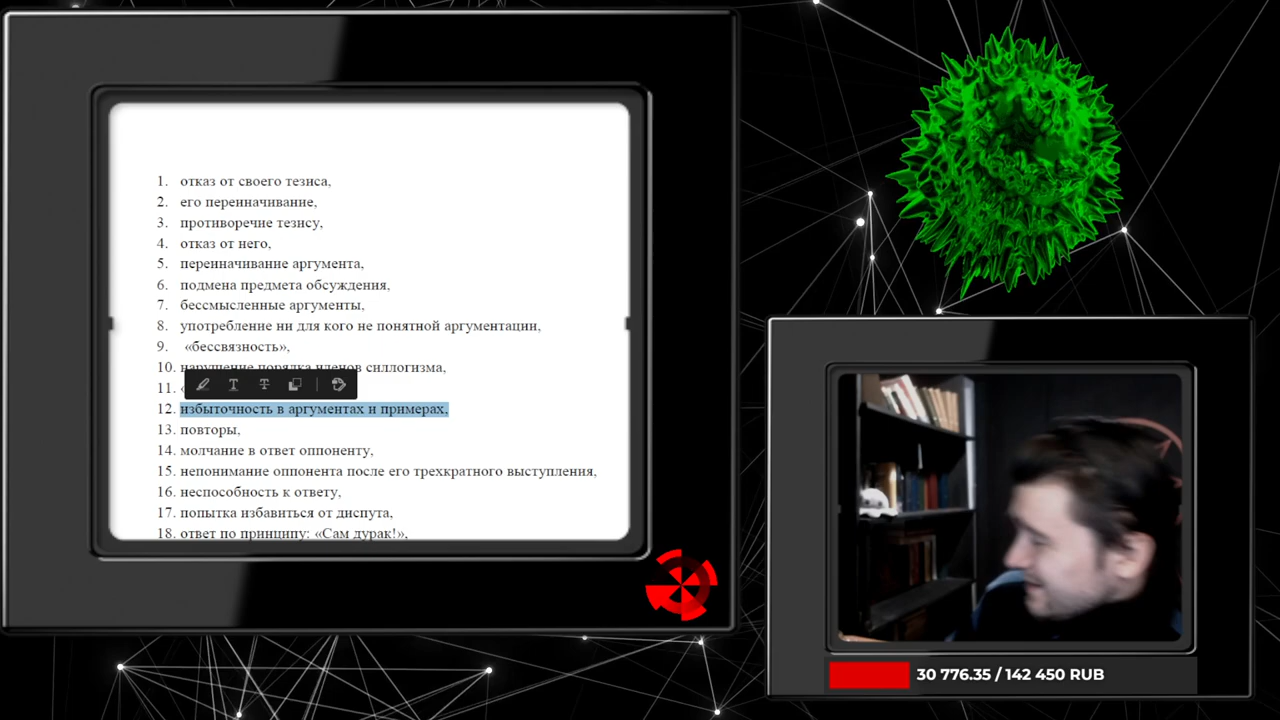 1. отказ от своего тезиса,
2. его переиначивание,
3. противоречие тезису,
4. отказ от него,
5. переиначивание аргумента,
6. подмена предмета обсуждения,
7. бессмысленные аргументы,
8. употребление ни для кого не понятной аргументации,
9. «бессвязность»,
10. нарушение порядка членов силлогизма,
11.
12. избыточность в аргументах и примерах,
13. повторы,
14. молчание в ответ оппоненту,
15. непонимание оппонента после его трехкратного выступления,
16. неспособность к ответу,
17. попытка избавиться от диспута,
18. ответ по принципу: «Сам дурак!»,
30 776.35 / 142 450 RUB